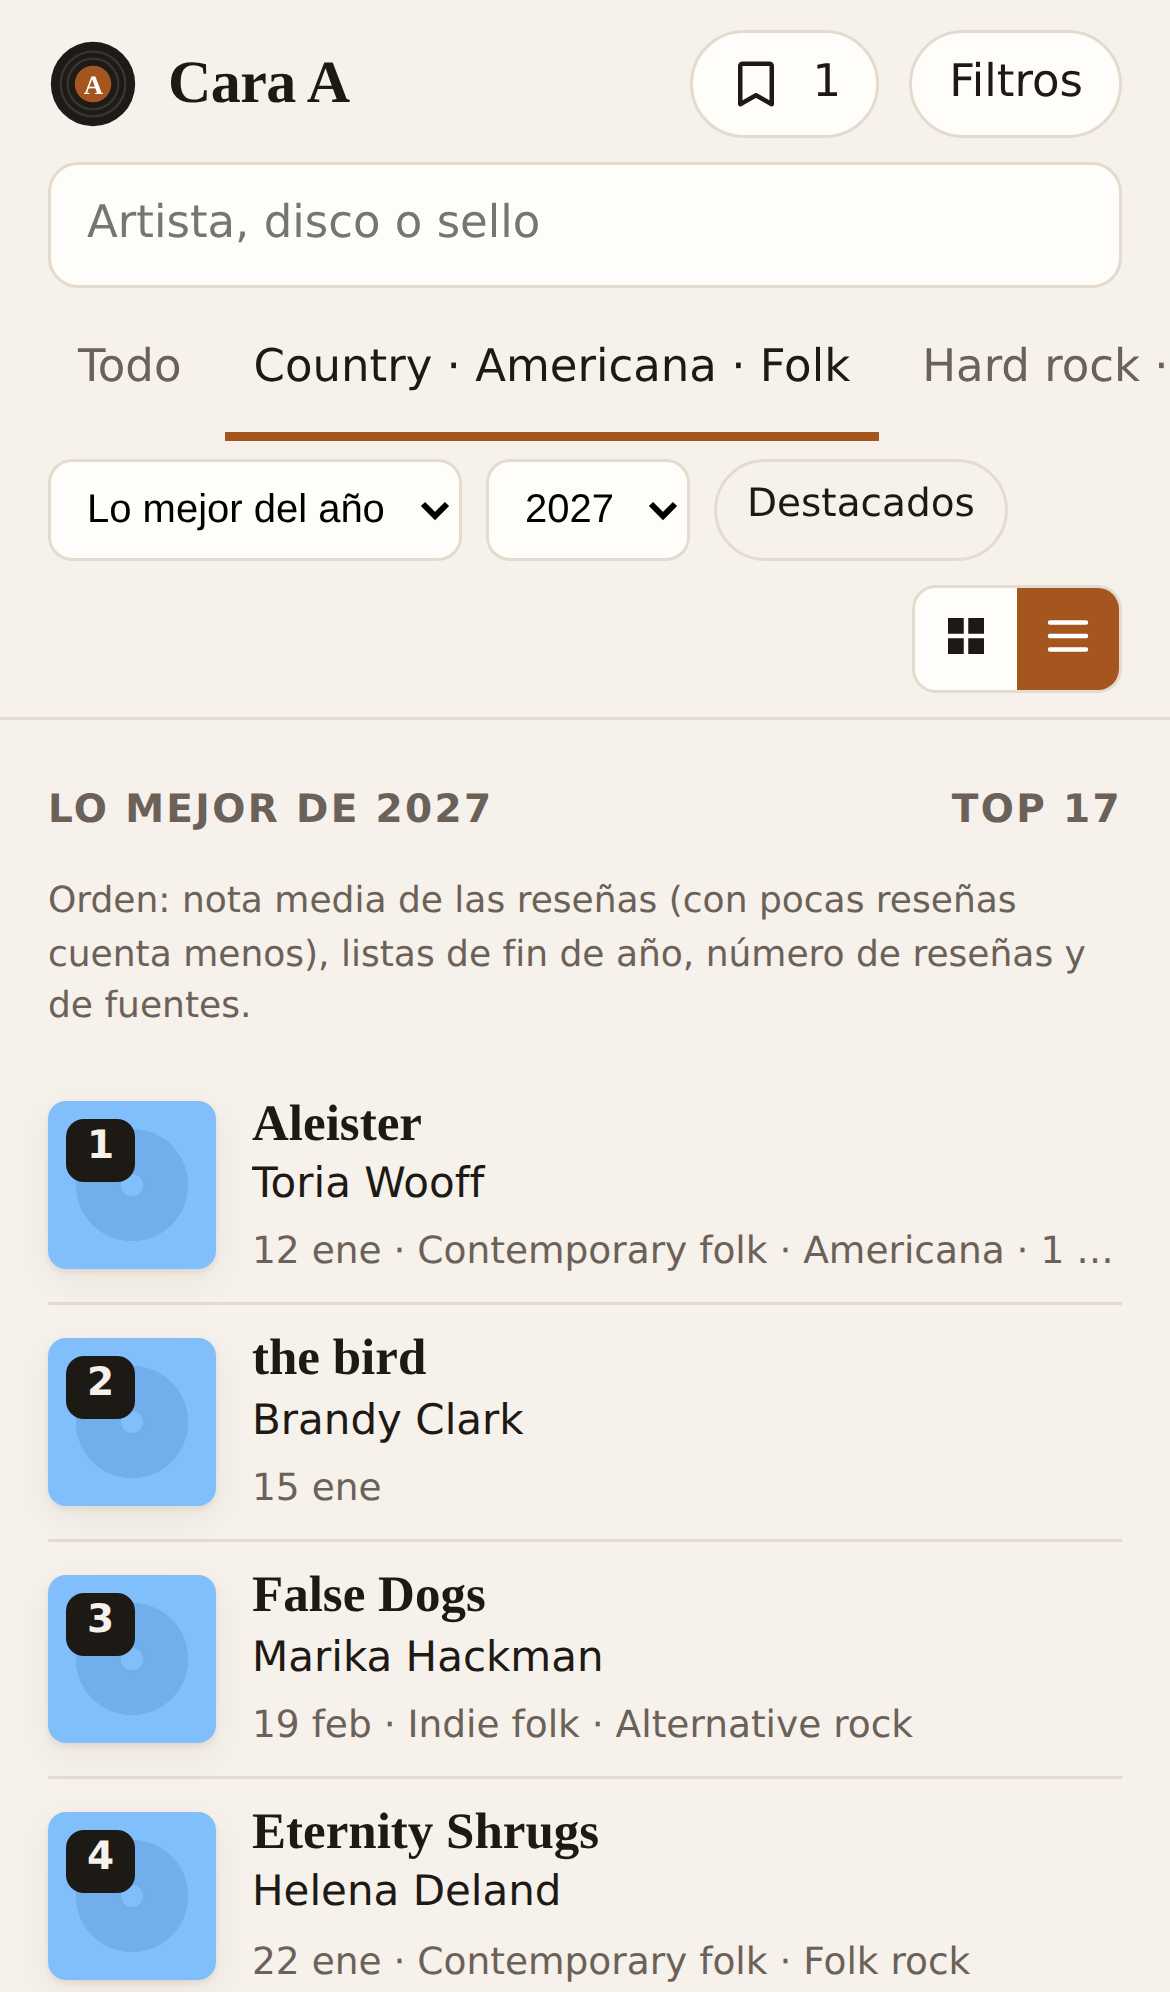 A
Cara A
1
Filtros
Artista, disco o sello
Todo
Country · Americana · Folk
Hard rock ·
Lo mejor del año
2027
Destacados
LO MEJOR DE 2027
TOP 17
Orden: nota media de las reseñas (con pocas reseñas
cuenta menos), listas de fin de año, número de reseñas y
de fuentes.
1
Aleister
Toria Wooff
12 ene · Contemporary folk · Americana · 1 ...
2
the bird
Brandy Clark
15 ene
3
False Dogs
Marika Hackman
19 feb · Indie folk · Alternative rock
4
Eternity Shrugs
Helena Deland
22 ene · Contemporary folk · Folk rock